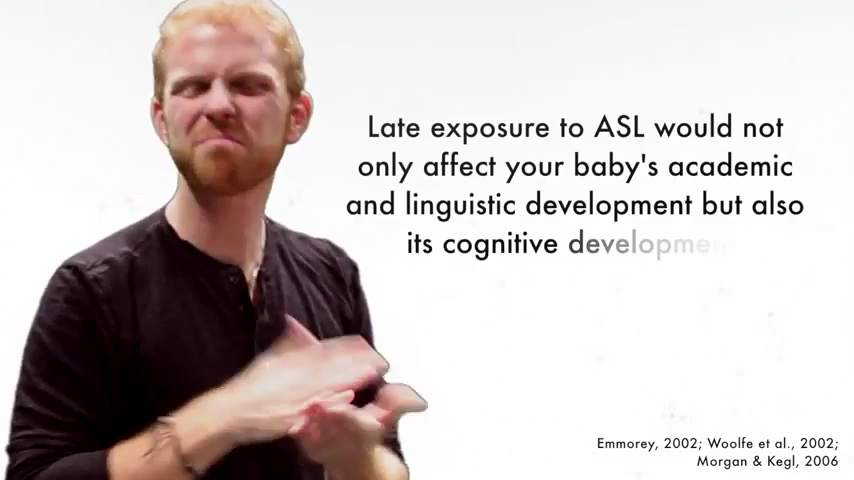 Late exposure to ASL would not
only affect your baby's academic
and linguistic development but also
its cognitive developmen
Emmorey, 2002; Woolfe et al., 2002;
Morgan & Kegl, 2006